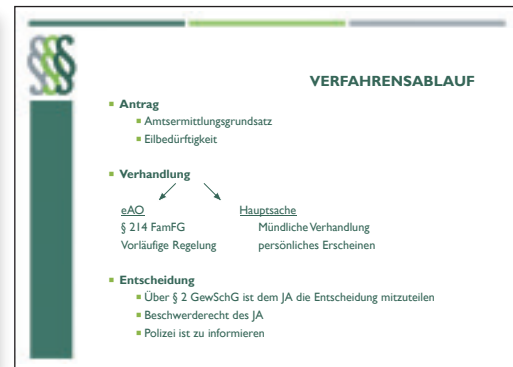 VERFAHRENSABLAUF
Antrag
Amtsermittlungsgrundsatz
Eilbedürftigkeit
Verhandlung
eAO Hauptsache
§ 214 FamFG Mündliche Verhandlung
Vorläufige Regelung persönliches Erscheinen
Entscheidung
Über § 2 GewSchG ist dem JA die Entscheidung mitzuteilen
Beschwerderecht des JA
Polizei ist zu informieren